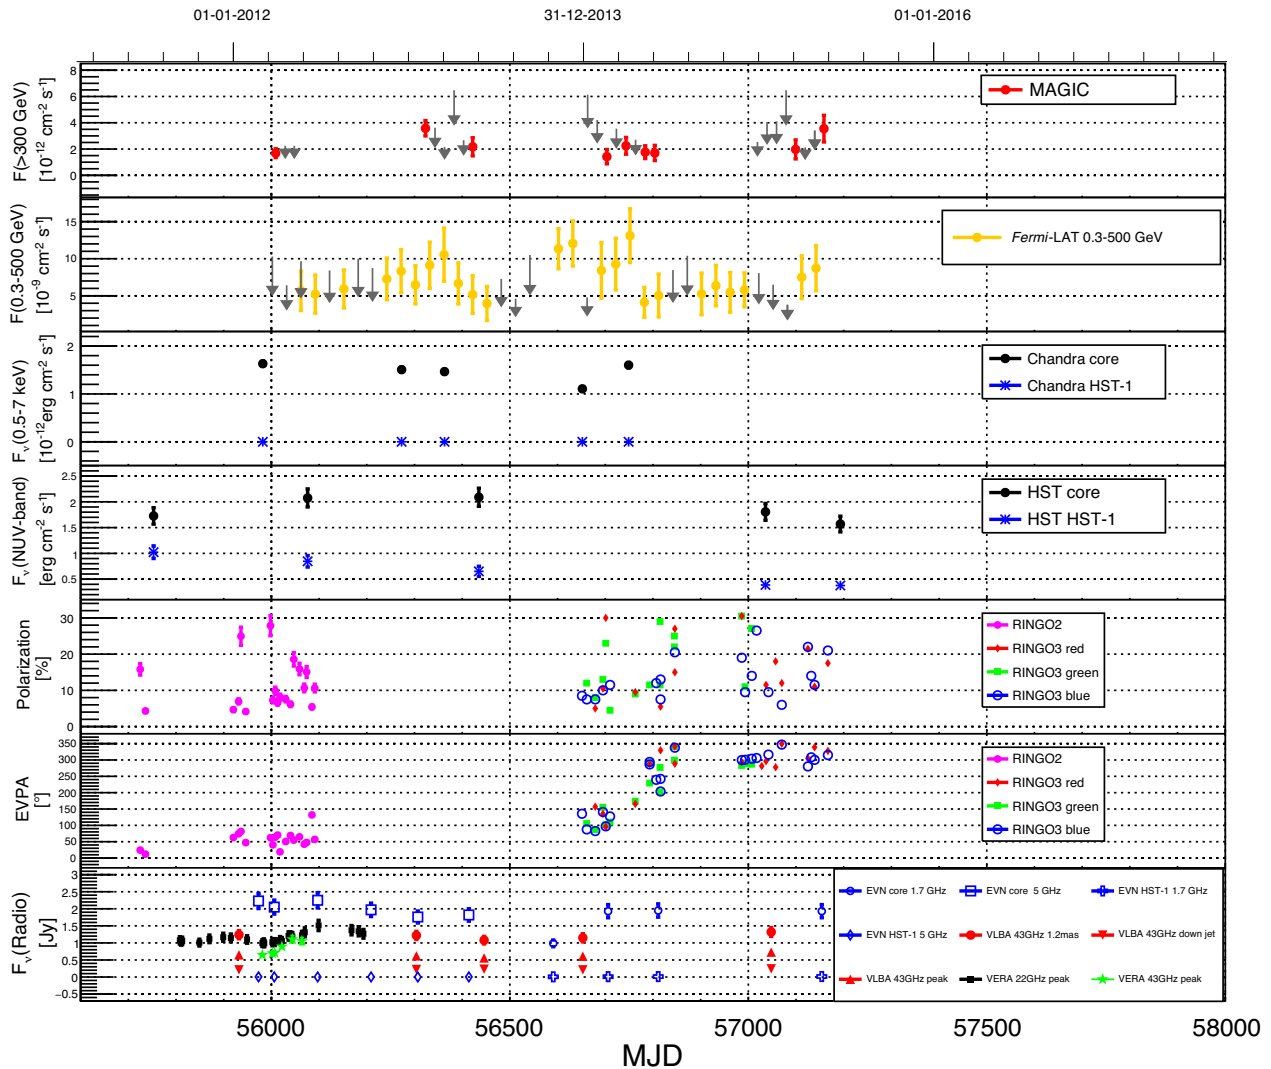 01-01-2012 31-12-2013 01-01-2016
F(>300 GeV)
[10-12 cm-2 s-1]
8
6
4
2
0
MAGIC
F(0.3-500 GeV)
[10-9 cm-2 s-1]
15
10
5
Fermi-LAT 0.3-500 GeV
Fν(0.5-7 keV)
[10-12erg cm-2 s-1]
2
1
0
Chandra core
Chandra HST-1
Fν(NUV-band)
[erg cm-2 s-1]
2.5
2
1.5
1
0.5
HST core
HST HST-1
Polarization
[%]
30
20
10
0
RINGO2
RINGO3 red
RINGO3 green
RINGO3 blue
EVPA
[°]
350
300
250
200
150
100
50
0
RINGO2
RINGO3 red
RINGO3 green
RINGO3 blue
Fν(Radio)
[Jy]
3
2.5
2
1.5
1
0.5
0
−0.5
EVN core 1.7 GHz EVN core 5 GHz EVN HST-1 1.7 GHz
EVN HST-1 5 GHz VLBA 43GHz 1.2mas VLBA 43GHz down jet
VLBA 43GHz peak VERA 22GHz peak VERA 43GHz peak
56000 56500 57000 57500 58000
MJD